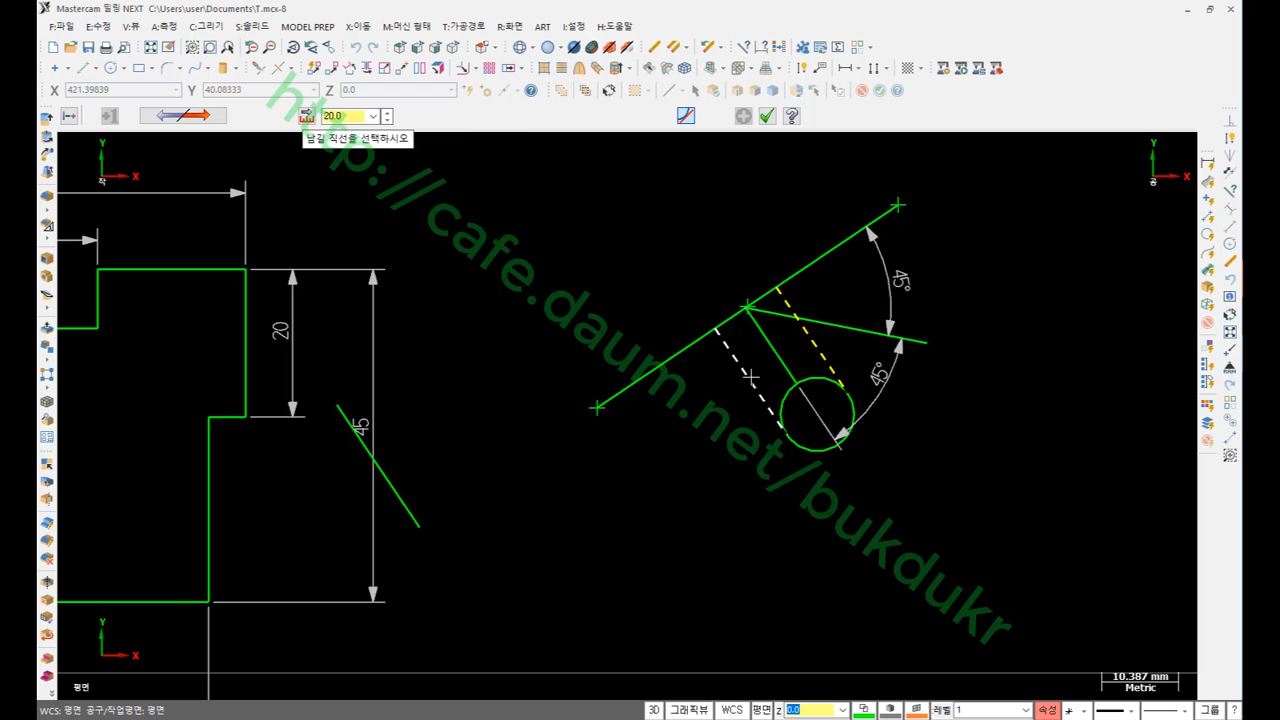 Mastercam 밀링 NEXT C:\Users\user\Documents\T.mcx-8
F:파일 E:수정 V:뷰 A:측정 C:그리기 S:솔리드 MODEL PREP X:이동 M:머신 형태 T:가공경로 R:화면 ART I:설정 H:도움말
X 421.39839 Y 40.08333 Z 0.0
20.0
남길 직선을 선택하시오
http://cafe.daum.net/bukdukr
Y
X
Y
X
45°
20
45°
45
Y
X
평면
10.387 mm
Metric
WCS: 평면 공구/작업평면: 평면 3D 그래픽뷰 WCS 평면 Z 0.0 레벨 1 속성 그룹 ?